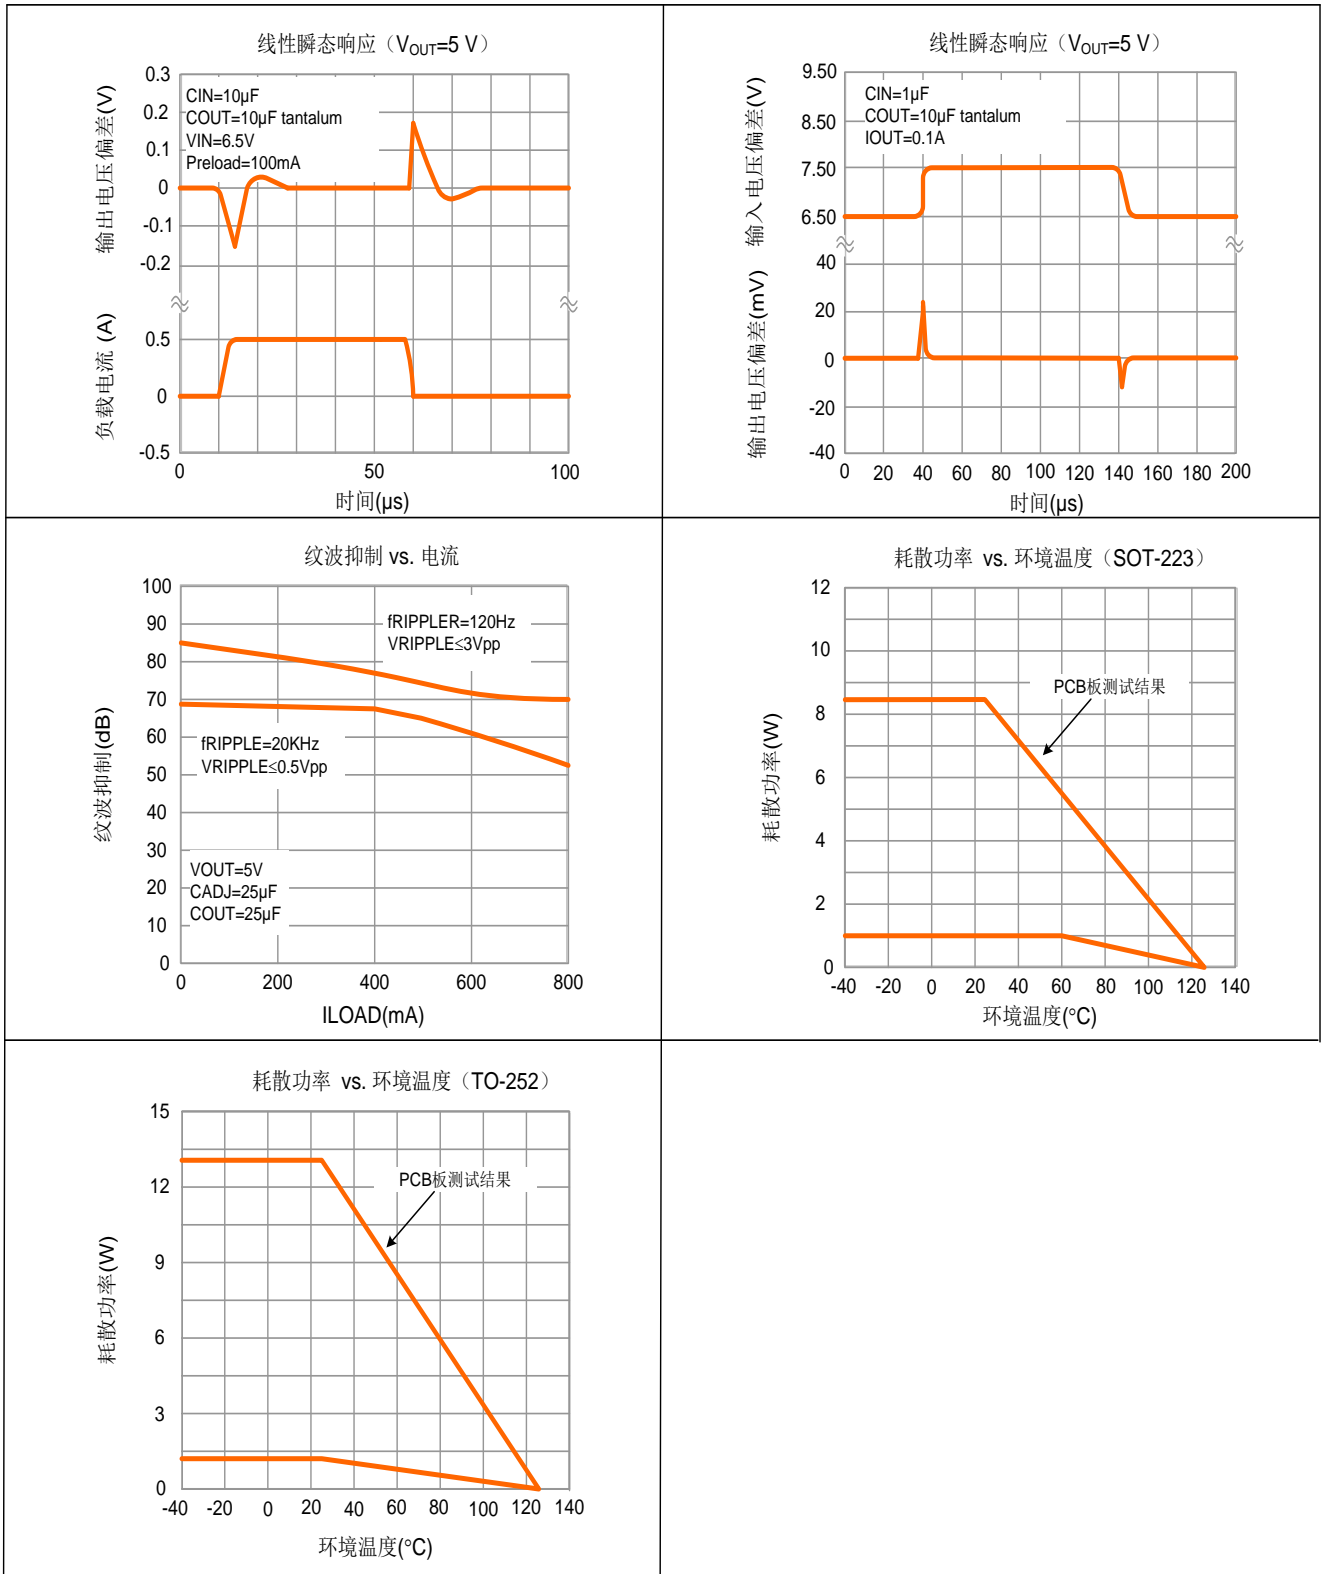 线性瞬态响应（VOUT=5 V）
输出电压偏差(V)
0.3
0.2
0.1
0
-0.1
-0.2
CIN=10µF
COUT=10µF tantalum
VIN=6.5V
Preload=100mA
负载电流 (A)
0.5
0
-0.5
0 50 100
时间(µs)
线性瞬态响应（VOUT=5 V）
输入电压偏差(V)
9.50
8.50
7.50
6.50
CIN=1µF
COUT=10µF tantalum
IOUT=0.1A
输出电压偏差(mV)
40
20
0
-20
-40
0 20 40 60 80 100 120 140 160 180 200
时间(µs)
纹波抑制 vs. 电流
纹波抑制(dB)
100
90
80
70
60
50
40
30
20
10
0
fRIPPLER=120Hz
VRIPPLE≤3Vpp
fRIPPLE=20KHz
VRIPPLE≤0.5Vpp
VOUT=5V
CADJ=25µF
COUT=25µF
0 200 400 600 800
ILOAD(mA)
耗散功率 vs. 环境温度（SOT-223）
耗散功率(W)
12
10
8
6
4
2
0
PCB板测试结果
-40 -20 0 20 40 60 80 100 120 140
环境温度(°C)
耗散功率 vs. 环境温度（TO-252）
耗散功率(W)
15
12
9
6
3
0
PCB板测试结果
-40 -20 0 20 40 60 80 100 120 140
环境温度(°C)